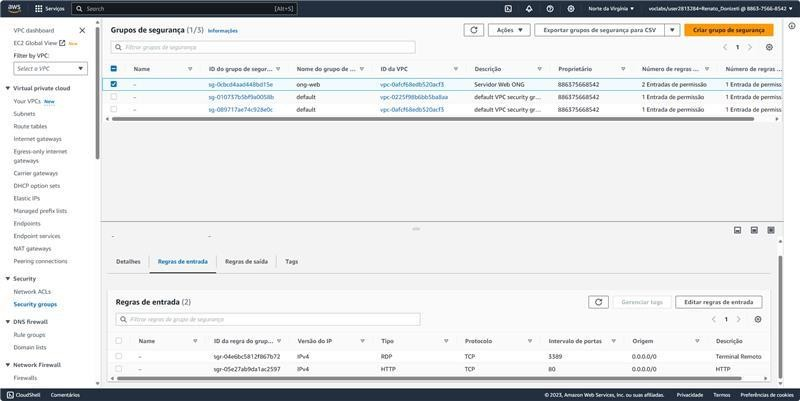 aws
Serviços
Search
[Alt+S]
Norte da Virgínia
voclabs/user2813284=Renato_Donizeti @ 8863-7566-8542
VPC dashboard
EC2 Global View New
Filter by VPC:
Select a VPC
Virtual private cloud
Your VPCs New
Subnets
Route tables
Internet gateways
Egress-only internet
gateways
Carrier gateways
DHCP option sets
Elastic IPs
Managed prefix lists
Endpoints
Endpoint services
NAT gateways
Peering connections
Security
Network ACLs
Security groups
DNS firewall
Rule groups
Domain lists
Network Firewall
Firewalls
Grupos de segurança (1/3) Informações
Ações
Exportar grupos de segurança para CSV
Criar grupo de segurança
Filtrar grupos de segurança
1
Name ID do grupo de segur... Nome do grupo de ... ID da VPC Descrição Proprietário Número de regras ... Número de regras ...
– sg-0cbcd4aad448bd15e ong-web vpc-0afcf68edb520acf3 Servidor Web ONG 886375668542 2 Entradas de permissão 1 Entrada de permiss
– sg-010737b5bf9a0058b default vpc-0225f98b6bb5ba8aa default VPC security gr... 886375668542 1 Entrada de permissão 1 Entrada de permiss
– sg-089717ae74c928e0c default vpc-0afcf68edb520acf3 default VPC security gr... 886375668542 1 Entrada de permissão 1 Entrada de permiss
– –
Detalhes Regras de entrada Regras de saída Tags
Regras de entrada (2)
Gerenciar tags
Editar regras de entrada
Filtrar regras de grupo de segurança
1
Name ID da regra do grup... Versão do IP Tipo Protocolo Intervalo de portas Origem Descrição
– sgr-04e6bc5812f867b72 IPv4 RDP TCP 3389 0.0.0.0/0 Terminal Remoto
– sgr-05e27ab9da1ac2597 IPv4 HTTP TCP 80 0.0.0.0/0 HTTP
CloudShell Comentários © 2023, Amazon Web Services, Inc. ou suas afiliadas. Privacidade Termos Preferências de cookies